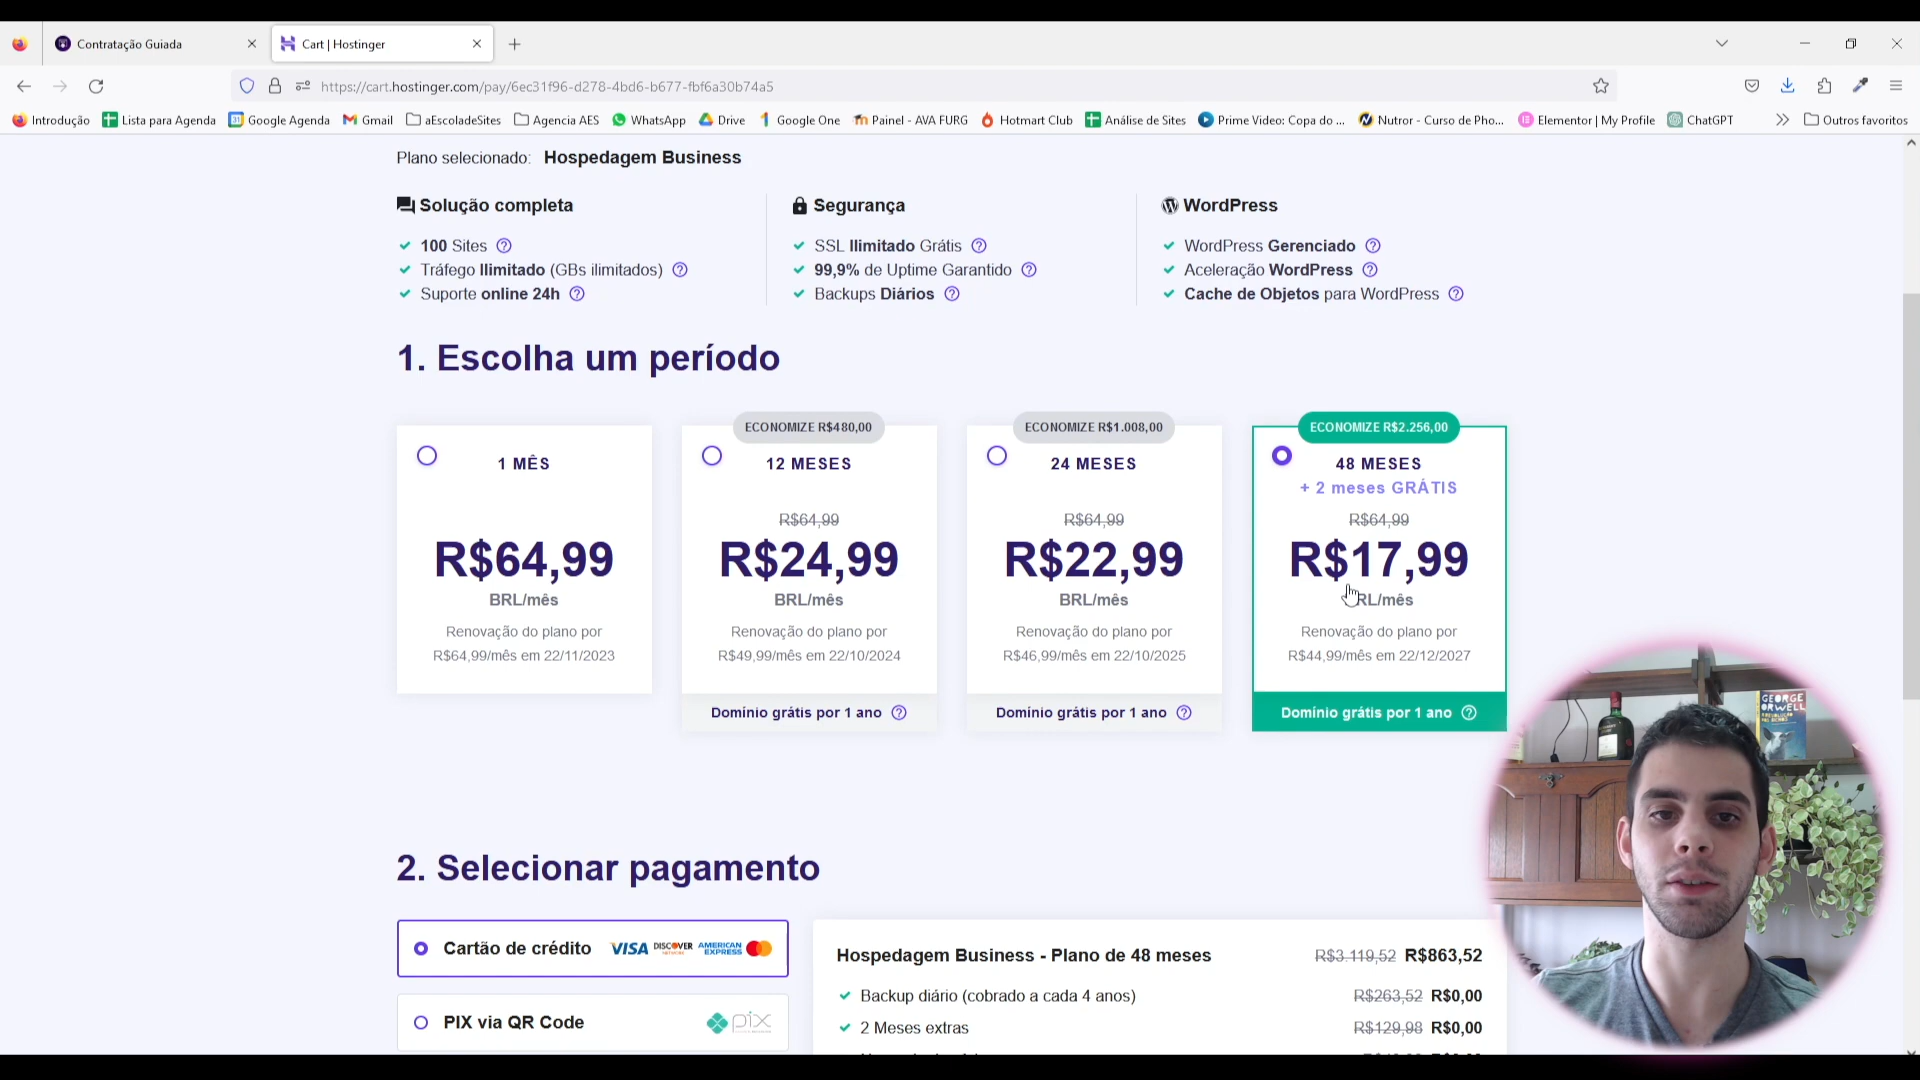 Contratação Guiada
Cart | Hostinger
https://cart.hostinger.com/pay/6ec31f96-d278-4bd6-b677-fbf6a30b74a5
Introdução Lista para Agenda Google Agenda Gmail aEscoladeSites Agencia AES WhatsApp Drive Google One Painel - AVA FURG Hotmart Club Análise de Sites Prime Video: Copa do ... Nutror - Curso de Pho... Elementor | My Profile ChatGPT Outros favoritos
Plano selecionado: Hospedagem Business
Solução completa
100 Sites
Tráfego Ilimitado (GBs ilimitados)
Suporte online 24h
Segurança
SSL Ilimitado Grátis
99,9% de Uptime Garantido
Backups Diários
WordPress
WordPress Gerenciado
Aceleração WordPress
Cache de Objetos para WordPress
1. Escolha um período
1 MÊS
R$64,99
BRL/mês
Renovação do plano por
R$64,99/mês em 22/11/2023
ECONOMIZE R$480,00
12 MESES
R$64,99
R$24,99
BRL/mês
Renovação do plano por
R$49,99/mês em 22/10/2024
Domínio grátis por 1 ano
ECONOMIZE R$1.008,00
24 MESES
R$64,99
R$22,99
BRL/mês
Renovação do plano por
R$46,99/mês em 22/10/2025
Domínio grátis por 1 ano
ECONOMIZE R$2.256,00
48 MESES
+ 2 meses GRÁTIS
R$64,99
R$17,99
RL/mês
Renovação do plano por
R$44,99/mês em 22/12/2027
Domínio grátis por 1 ano
GEORGE
ORWELL
2. Selecionar pagamento
Cartão de crédito VISA DISCOVER AMERICAN EXPRESS
PIX via QR Code pix
Hospedagem Business - Plano de 48 meses R$3.119,52 R$863,52
Backup diário (cobrado a cada 4 anos) R$263,52 R$0,00
2 Meses extras R$129,98 R$0,00